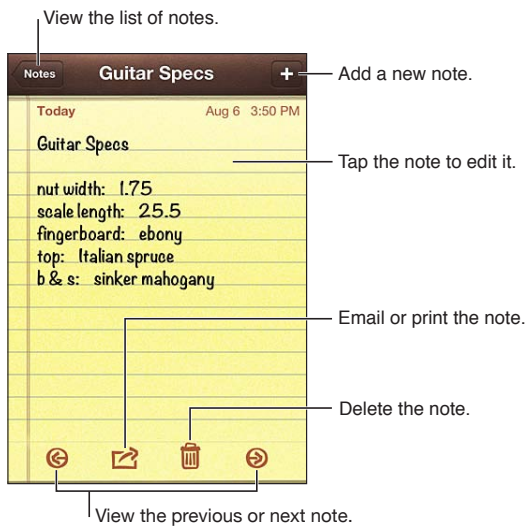 View the list of notes.
Notes
Guitar Specs
+
Add a new note.
Today
Aug 6 3:50 PM
Guitar Specs
Tap the note to edit it.
nut width: 1.75
scale length: 25.5
fingerboard: ebony
top: Italian spruce
b & s: sinker mahogany
Email or print the note.
Delete the note.
View the previous or next note.